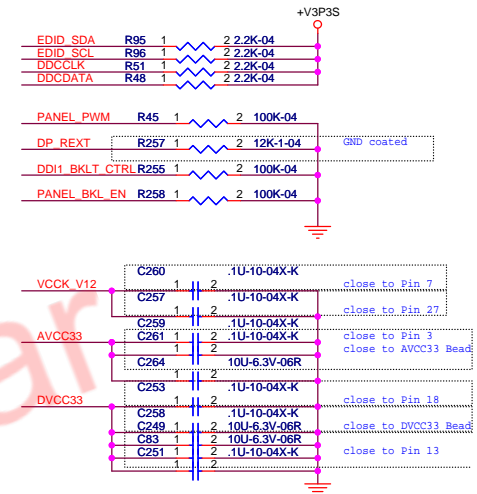 +V3P3S
EDID_SDA R95 1 2 2.2K-04
EDID_SCL R96 1 2 2.2K-04
DDCCLK R51 1 2 2.2K-04
DDCDATA R48 1 2 2.2K-04
PANEL_PWM R45 1 2 100K-04
DP_REXT R257 1 2 12K-1-04 GND coated
DDI1_BKLT_CTRL R255 1 2 100K-04
PANEL_BKL_EN R258 1 2 100K-04
C260 .1U-10-04X-K
VCCK_V12 1 2 close to Pin 7
C257 .1U-10-04X-K
1 2 close to Pin 27
C259 .1U-10-04X-K
AVCC33 C261 1 2 .1U-10-04X-K close to Pin 3
1 2 close to AVCC33 Bead
C264 10U-6.3V-06R
1 2
C253 .1U-10-04X-K
DVCC33 1 2 close to Pin 18
C258 .1U-10-04X-K
C249 1 2 10U-6.3V-06R close to DVCC33 Bead
C83 1 2 10U-6.3V-06R
C251 1 2 .1U-10-04X-K close to Pin 13
1 2
ar